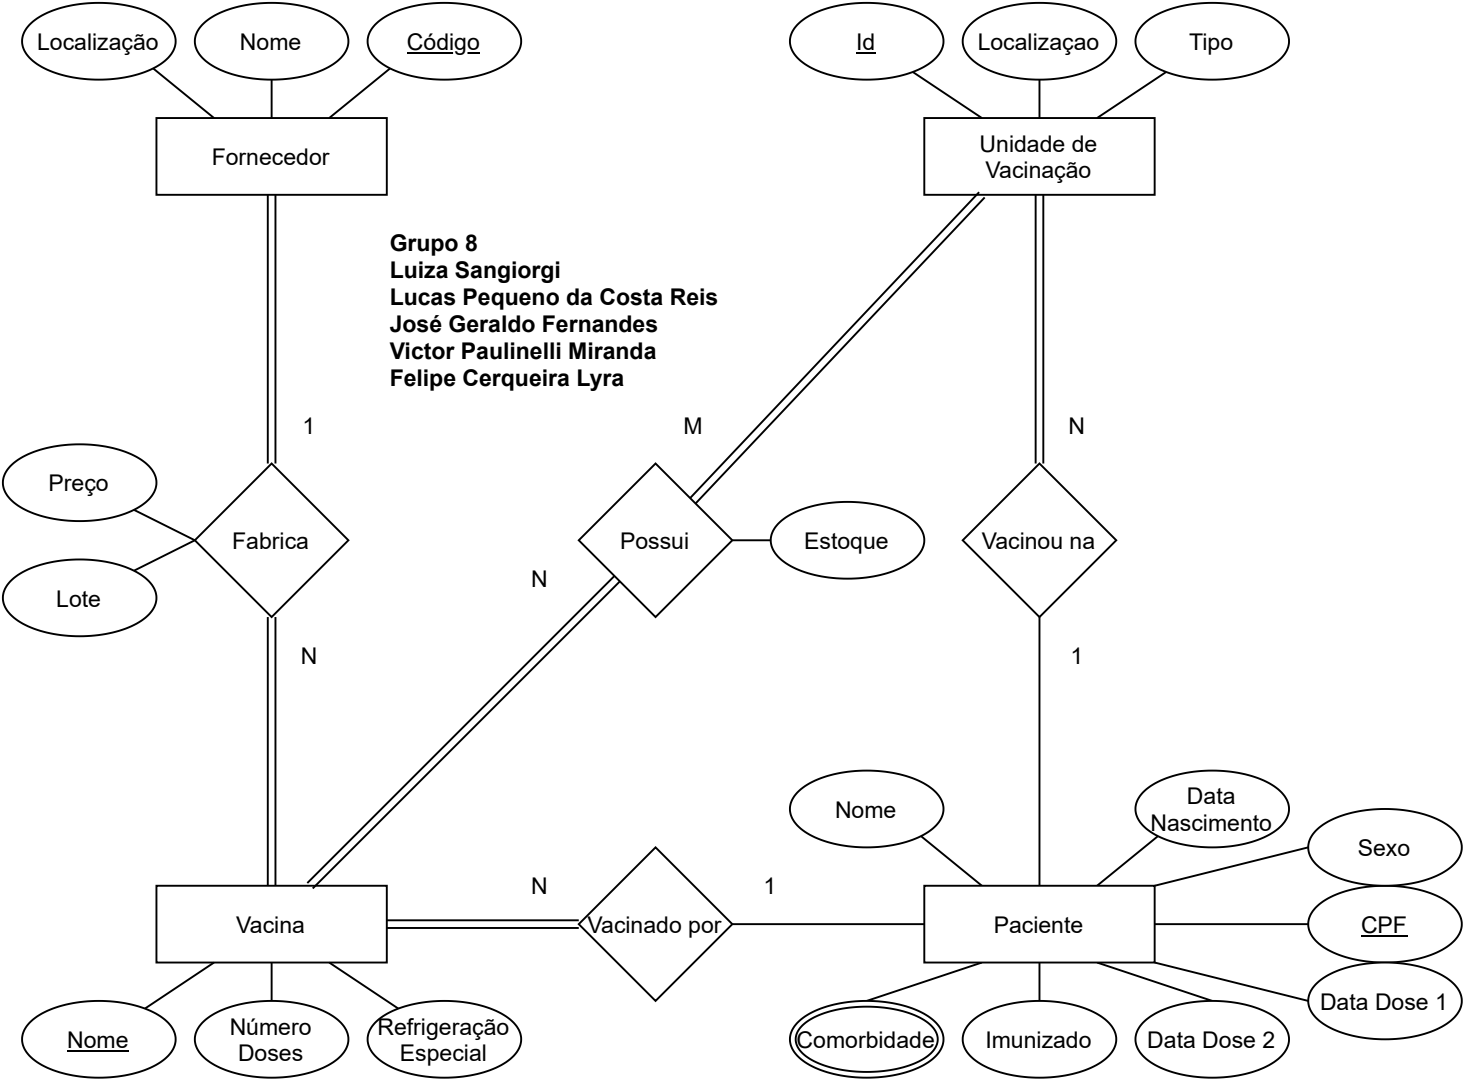 Localização
Nome
Código
Id
Localizaçao
Tipo
Fornecedor
Unidade de
Vacinação
Grupo 8
Luiza Sangiorgi
Lucas Pequeno da Costa Reis
José Geraldo Fernandes
Victor Paulinelli Miranda
Felipe Cerqueira Lyra
1
M
N
Preço
Fabrica
Lote
Possui
Estoque
Vacinou na
N
N
1
Nome
Data
Nascimento
Sexo
Vacina
N
Vacinado por
1
Paciente
CPF
Data Dose 1
Nome
Número
Doses
Refrigeração
Especial
Comorbidade
Imunizado
Data Dose 2